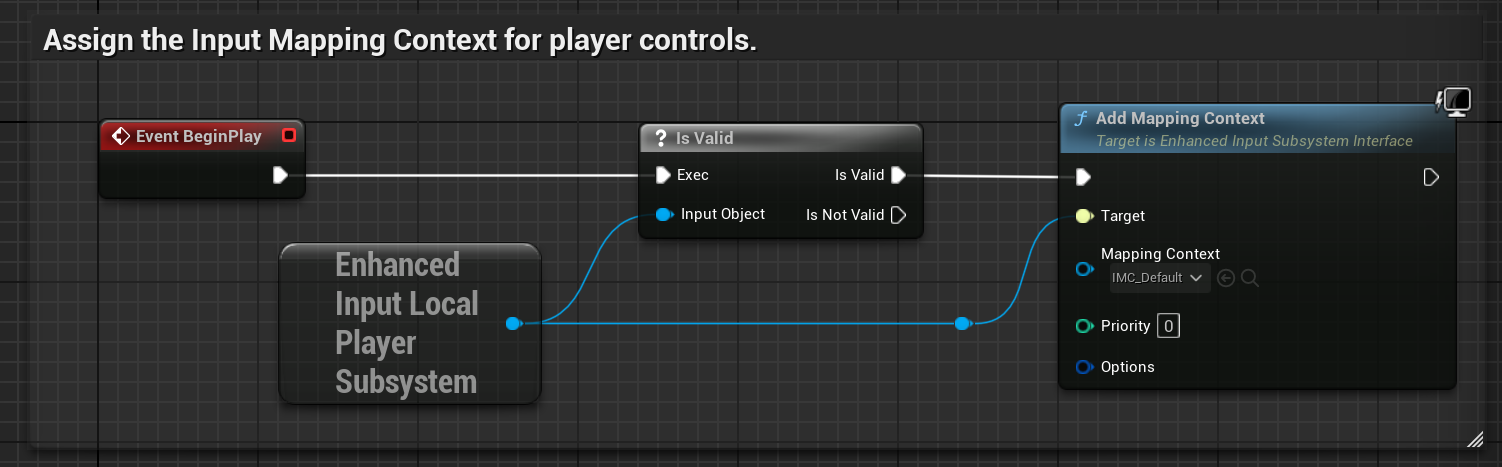 Assign the Input Mapping Context for player controls.
Event BeginPlay
? Is Valid
Exec Is Valid
Input Object Is Not Valid
Enhanced
Input Local
Player
Subsystem
f Add Mapping Context
Target is Enhanced Input Subsystem Interface
Target
Mapping Context
IMC_Default
Priority 0
Options